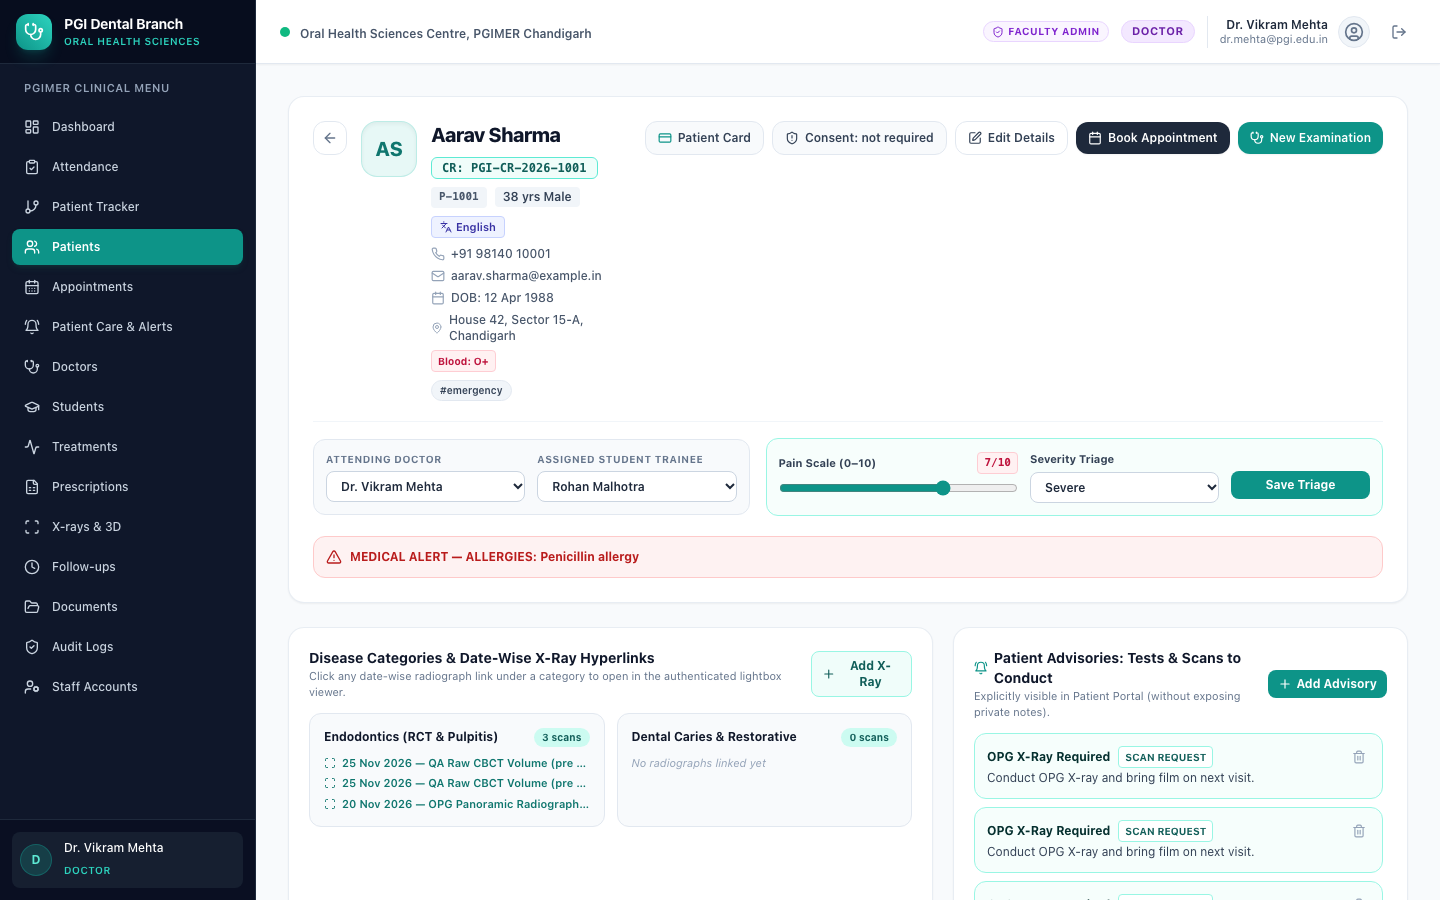 PGI Dental Branch
ORAL HEALTH SCIENCES
PGIMER CLINICAL MENU
Dashboard
Attendance
Patient Tracker
Patients
Appointments
Patient Care & Alerts
Doctors
Students
Treatments
Prescriptions
X-rays & 3D
Follow-ups
Documents
Audit Logs
Staff Accounts
D
Dr. Vikram Mehta
DOCTOR
Oral Health Sciences Centre, PGIMER Chandigarh
FACULTY ADMIN
DOCTOR
Dr. Vikram Mehta
dr.mehta@pgi.edu.in
AS
Aarav Sharma
CR: PGI-CR-2026-1001
P-1001
38 yrs Male
English
+91 98140 10001
aarav.sharma@example.in
DOB: 12 Apr 1988
House 42, Sector 15-A,
Chandigarh
Blood: O+
#emergency
Patient Card
Consent: not required
Edit Details
Book Appointment
New Examination
ATTENDING DOCTOR
Dr. Vikram Mehta
ASSIGNED STUDENT TRAINEE
Rohan Malhotra
Pain Scale (0–10)
7/10
Severity Triage
Severe
Save Triage
MEDICAL ALERT — ALLERGIES: Penicillin allergy
Disease Categories & Date-Wise X-Ray Hyperlinks
Click any date-wise radiograph link under a category to open in the authenticated lightbox
viewer.
Add X-
Ray
Endodontics (RCT & Pulpitis)
3 scans
25 Nov 2026 — QA Raw CBCT Volume (pre ...
25 Nov 2026 — QA Raw CBCT Volume (pre ...
20 Nov 2026 — OPG Panoramic Radiograph...
Dental Caries & Restorative
0 scans
No radiographs linked yet
Patient Advisories: Tests & Scans to
Conduct
Explicitly visible in Patient Portal (without exposing
private notes).
Add Advisory
OPG X-Ray Required
SCAN REQUEST
Conduct OPG X-ray and bring film on next visit.
OPG X-Ray Required
SCAN REQUEST
Conduct OPG X-ray and bring film on next visit.